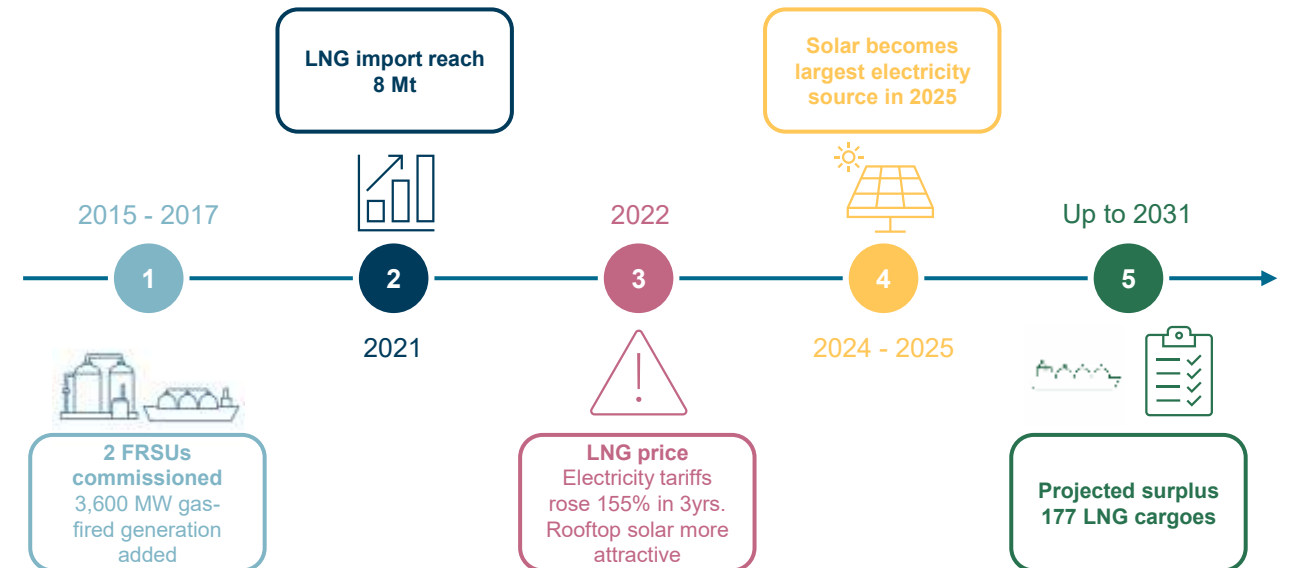 LNG import reach
8 Mt
Solar becomes
largest electricity
source in 2025
2015 - 2017
2022
Up to 2031
1
2
3
4
5
2021
2024 - 2025
2 FRSUs
commissioned
3,600 MW gas-
fired generation
added
LNG price
Electricity tariffs
rose 155% in 3yrs.
Rooftop solar more
attractive
Projected surplus
177 LNG cargoes